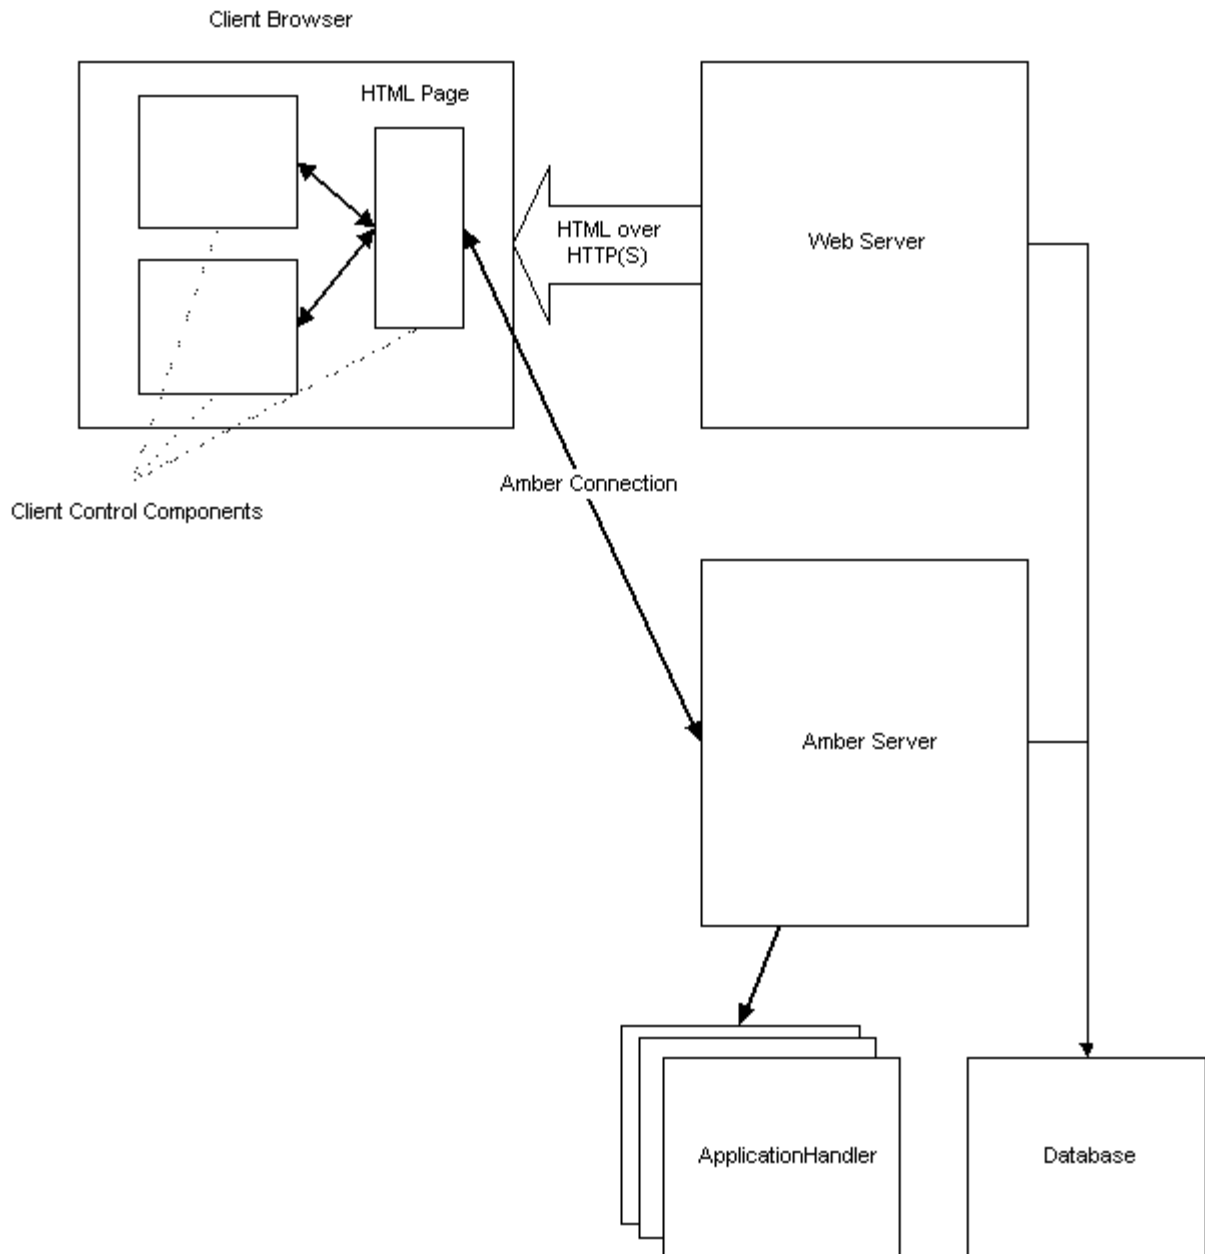 Client Browser
HTML Page
HTML over
HTTP(S)
Web Server
Amber Connection
Client Control Components
Amber Server
ApplicationHandler
Database